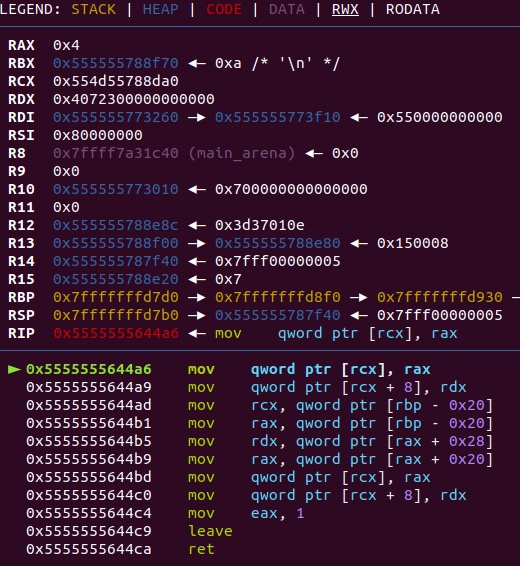 LEGEND: STACK | HEAP | CODE | DATA | RWX | RODATA
RAX 0x4
RBX 0x555555788f70 ◂— 0xa /* '\n' */
RCX 0x554d55788da0
RDX 0x4072300000000000
RDI 0x555555773260 —▸ 0x555555773f10 ◂— 0x550000000000
RSI 0x80000000
R8 0x7ffff7a31c40 (main_arena) ◂— 0x0
R9 0x0
R10 0x555555773010 ◂— 0x700000000000000
R11 0x0
R12 0x555555788e8c ◂— 0x3d37010e
R13 0x555555788f00 —▸ 0x555555788e80 ◂— 0x150008
R14 0x555555787f40 ◂— 0x7fff00000005
R15 0x555555788e20 ◂— 0x7
RBP 0x7fffffffd7d0 —▸ 0x7fffffffd8f0 —▸ 0x7fffffffd930 —
RSP 0x7fffffffd7b0 —▸ 0x555555787f40 ◂— 0x7fff00000005
RIP 0x5555555644a6 ◂— mov qword ptr [rcx], rax
► 0x5555555644a6 mov qword ptr [rcx], rax
0x5555555644a9 mov qword ptr [rcx + 8], rdx
0x5555555644ad mov rcx, qword ptr [rbp - 0x20]
0x5555555644b1 mov rax, qword ptr [rbp - 0x20]
0x5555555644b5 mov rdx, qword ptr [rax + 0x28]
0x5555555644b9 mov rax, qword ptr [rax + 0x20]
0x5555555644bd mov qword ptr [rcx], rax
0x5555555644c0 mov qword ptr [rcx + 8], rdx
0x5555555644c4 mov eax, 1
0x5555555644c9 leave
0x5555555644ca ret